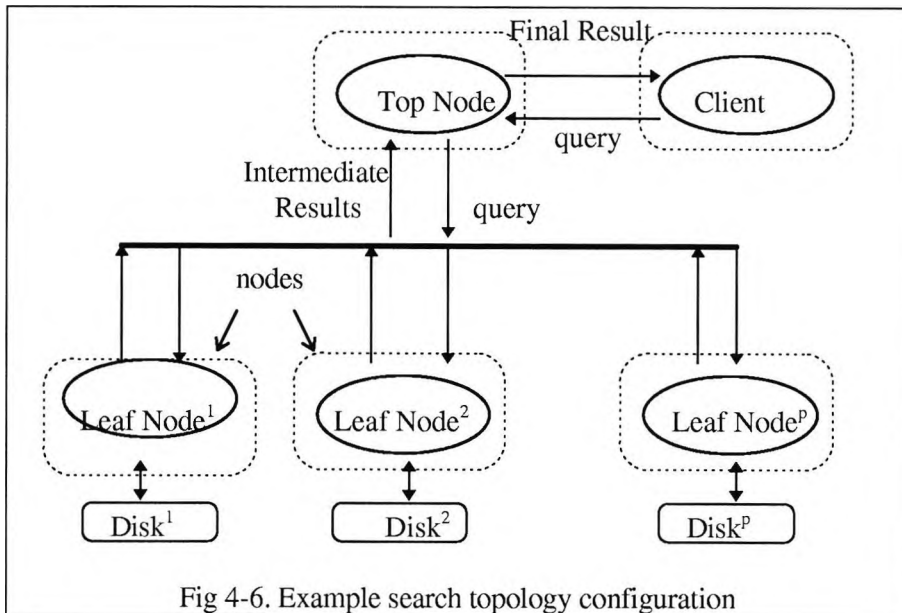 Final Result
Top Node
Client
query
Intermediate
Results
query
nodes
Leaf Node¹
Leaf Node²
Leaf Nodeᵖ
Disk¹
Disk²
Diskᵖ
Fig 4-6. Example search topology configuration